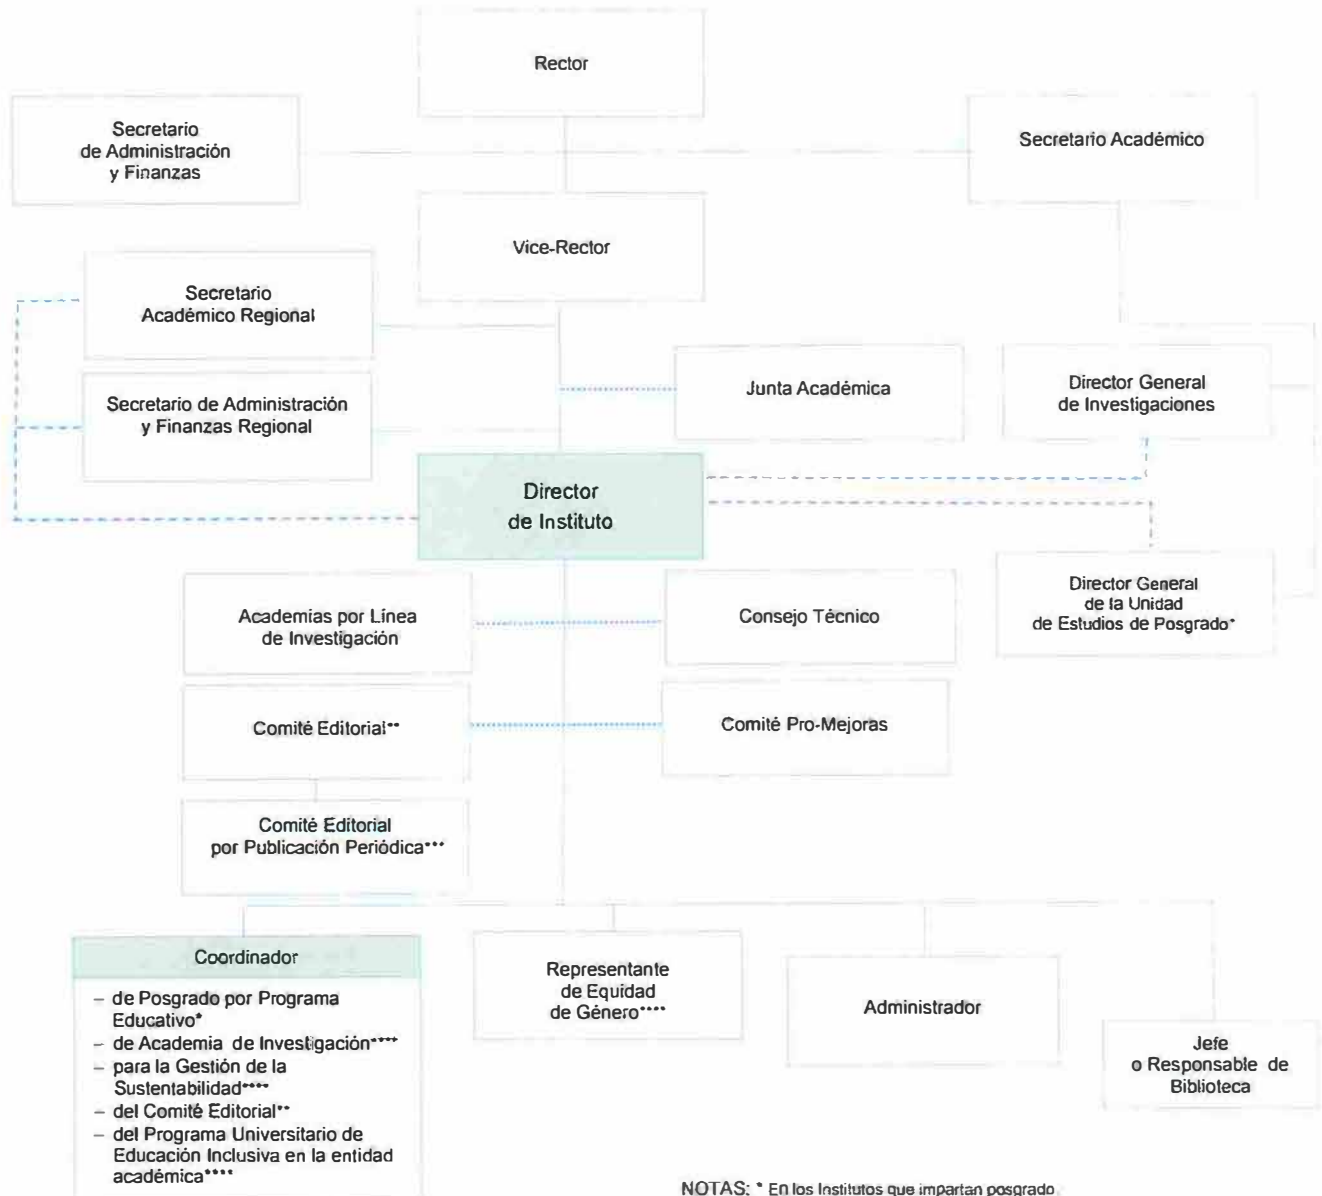 Rector
Secretario
de Administración
y Finanzas
Secretario Académico
Vice-Rector
Secretario
Académico Regional
Junta Académica
Director General
de Investigaciones
Secretario de Administración
y Finanzas Regional
Director
de Instituto
Director General
de la Unidad
de Estudios de Posgrado*
Academias por Línea
de Investigación
Consejo Técnico
Comité Editorial**
Comité Pro-Mejoras
Comité Editorial
por Publicación Periódica***
Coordinador
– de Posgrado por Programa
Educativo*
– de Academia de Investigación****
– para la Gestión de la
Sustentabilidad****
– del Comité Editorial**
– del Programa Universitario de
Educación Inclusiva en la entidad
académica****
Representante
de Equidad
de Género****
Administrador
Jefe
o Responsable de
Biblioteca
NOTAS: * En los Institutos que impartan posgrado.